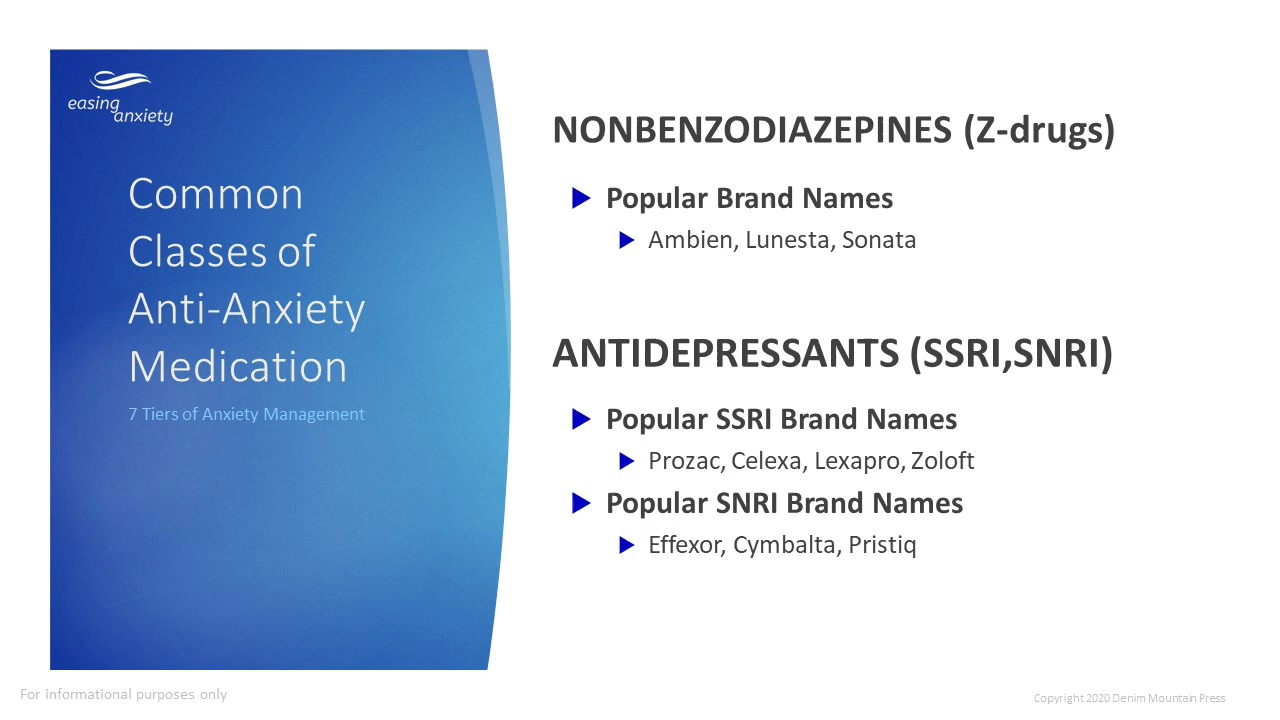 easing
anxiety
Common
Classes of
Anti-Anxiety
Medication
7 Tiers of Anxiety Management
NONBENZODIAZEPINES (Z-drugs)
Popular Brand Names
Ambien, Lunesta, Sonata
ANTIDEPRESSANTS (SSRI,SNRI)
Popular SSRI Brand Names
Prozac, Celexa, Lexapro, Zoloft
Popular SNRI Brand Names
Effexor, Cymbalta, Pristiq
For informational purposes only
Copyright 2020 Denim Mountain Press